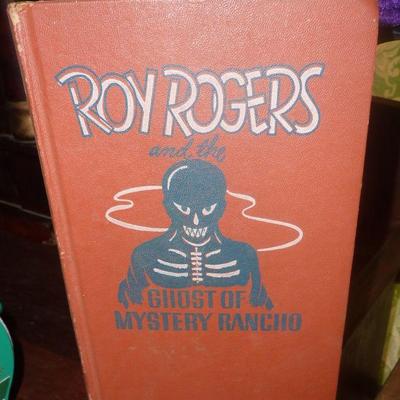 ROY ROGERS
and the
GHOST OF
MYSTERY RANCHO